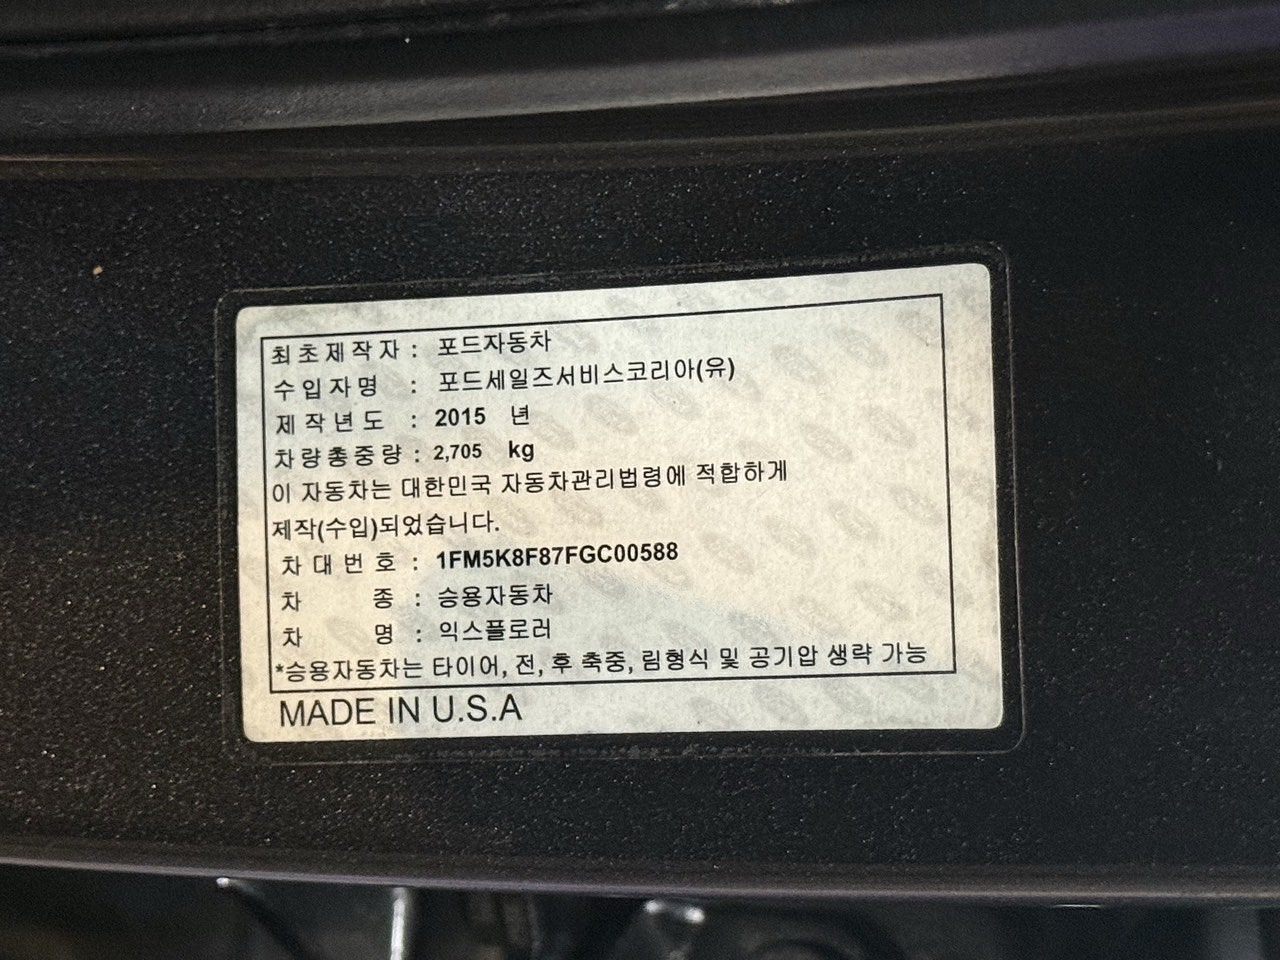 최초제작자 : 포드자동차
수입자명 : 포드세일즈서비스코리아(유)
제작년도 : 2015 년
차량총중량 : 2,705 kg
이 자동차는 대한민국 자동차관리법령에 적합하게
제작(수입)되었습니다.
차대번호 : 1FM5K8F87FGC00588
차 종 : 승용자동차
차 명 : 익스플로러
*승용자동차는 타이어, 전, 후 축중, 림형식 및 공기압 생략 가능
MADE IN U.S.A